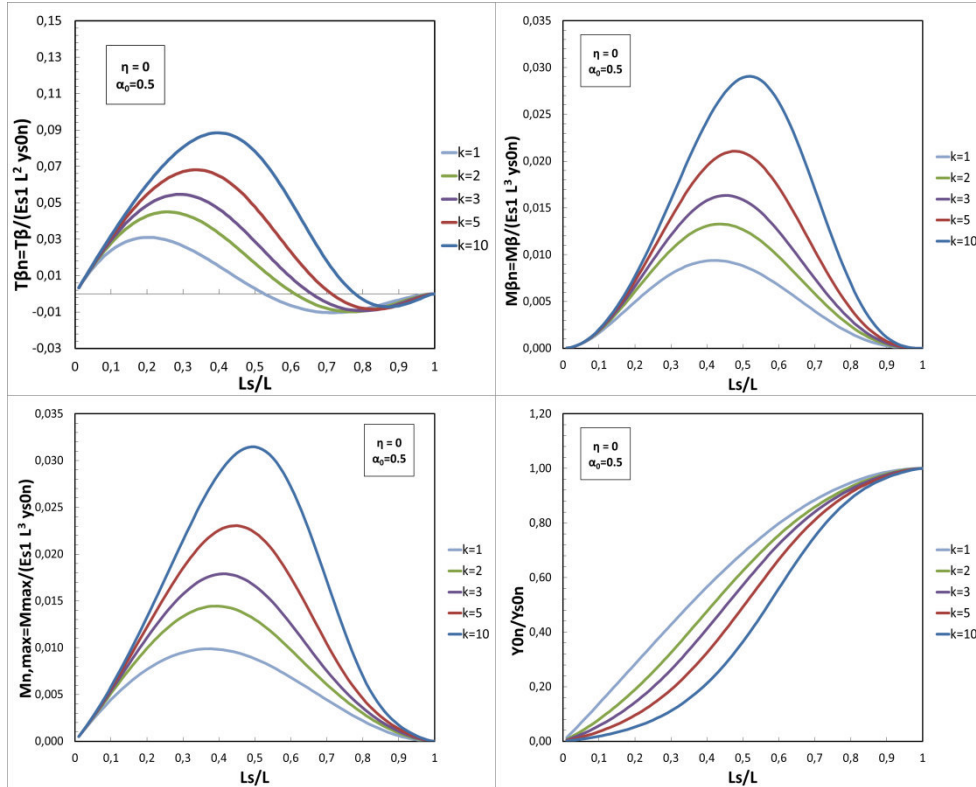 0,15
0,13
0,11
0,09
0,07
0,05
0,03
0,01
-0,01
-0,03
Tβn=Tβ/(Es1 L² ys0n)
η = 0
α₀=0.5
k=1
k=2
k=3
k=5
k=10
0 0,1 0,2 0,3 0,4 0,5 0,6 0,7 0,8 0,9 1
Ls/L
0,035
0,030
0,025
0,020
0,015
0,010
0,005
0,000
Mβn=Mβ/(Es1 L³ ys0n)
η = 0
α₀=0.5
k=1
k=2
k=3
k=5
k=10
0 0,1 0,2 0,3 0,4 0,5 0,6 0,7 0,8 0,9 1
Ls/L
0,035
0,030
0,025
0,020
0,015
0,010
0,005
0,000
Mn,max=Mmax/(Es1 L³ ys0n)
η = 0
α₀=0.5
k=1
k=2
k=3
k=5
k=10
0 0,1 0,2 0,3 0,4 0,5 0,6 0,7 0,8 0,9 1
Ls/L
1,20
1,00
0,80
0,60
0,40
0,20
0,00
Y0n/Ys0n
η = 0
α₀=0.5
k=1
k=2
k=3
k=5
k=10
0 0,1 0,2 0,3 0,4 0,5 0,6 0,7 0,8 0,9 1
Ls/L